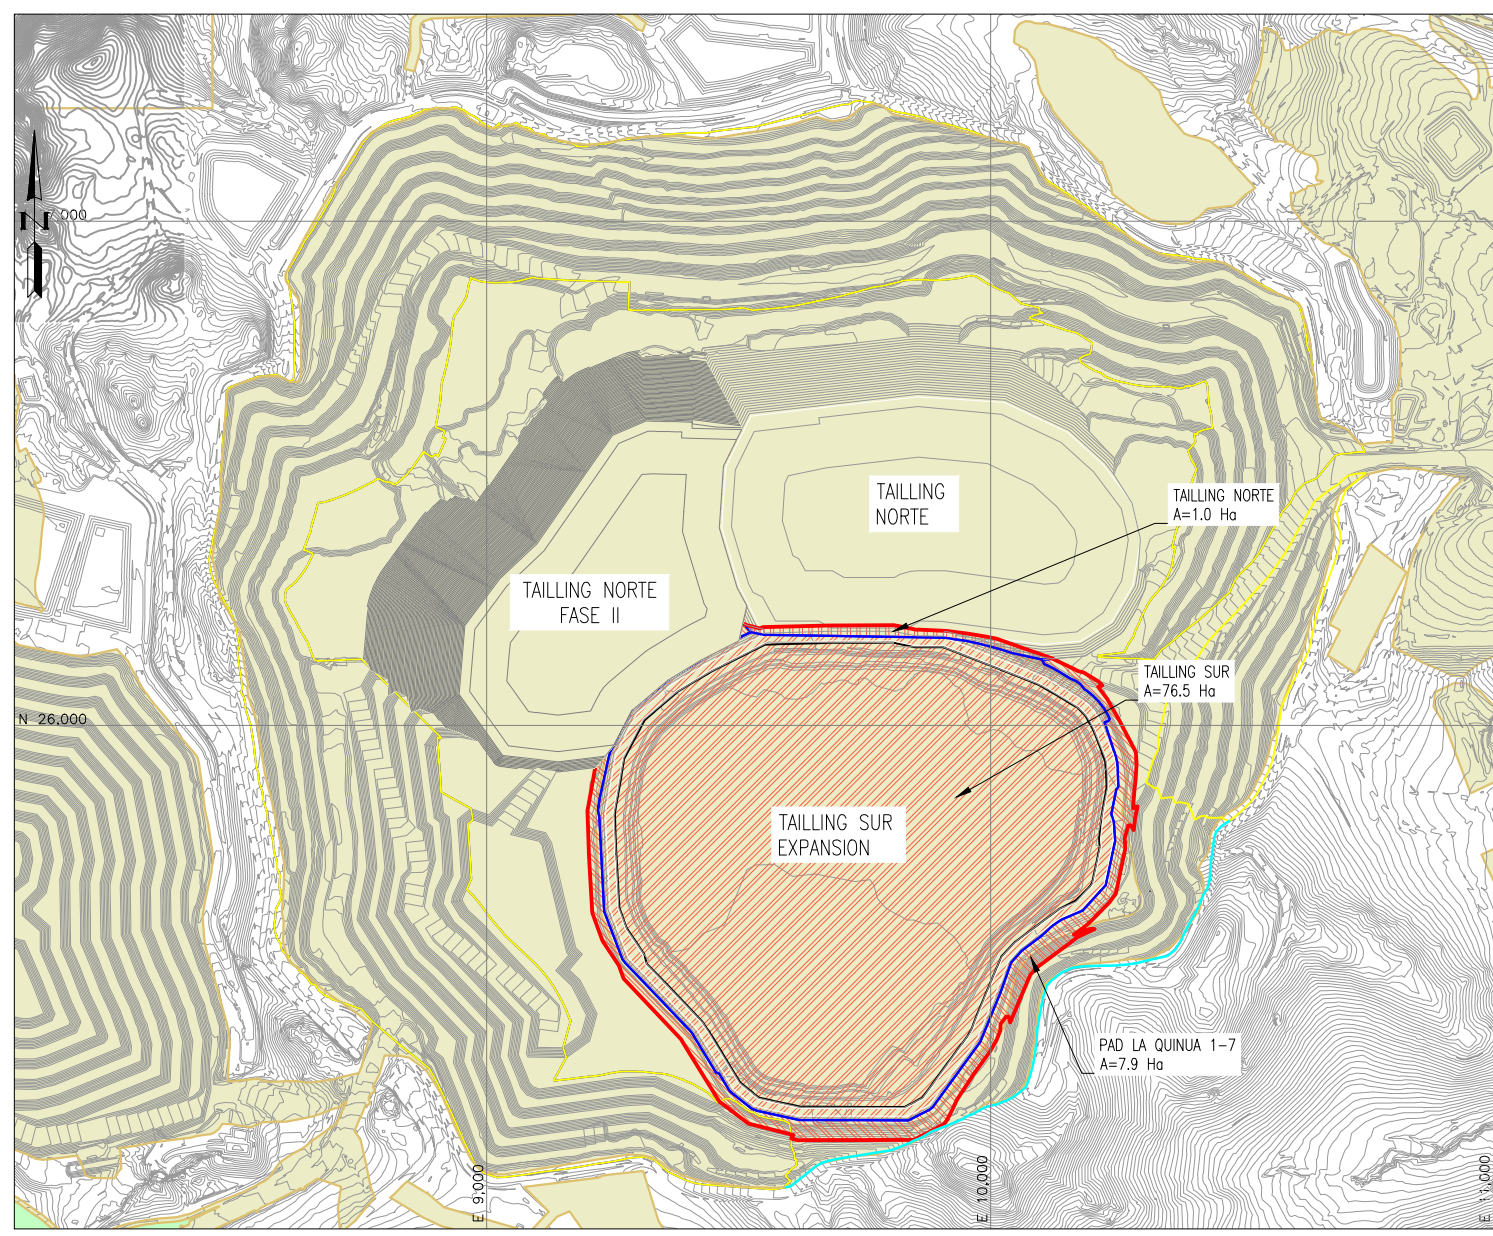 N
,000
TAILLING
NORTE
TAILLING NORTE
A=1.0 Ha
TAILLING NORTE
FASE II
TAILLING SUR
A=76.5 Ha
N 26,000
TAILLING SUR
EXPANSION
PAD LA QUINUA 1-7
A=7.9 Ha
E 9,000
E 10,000
E 11,000